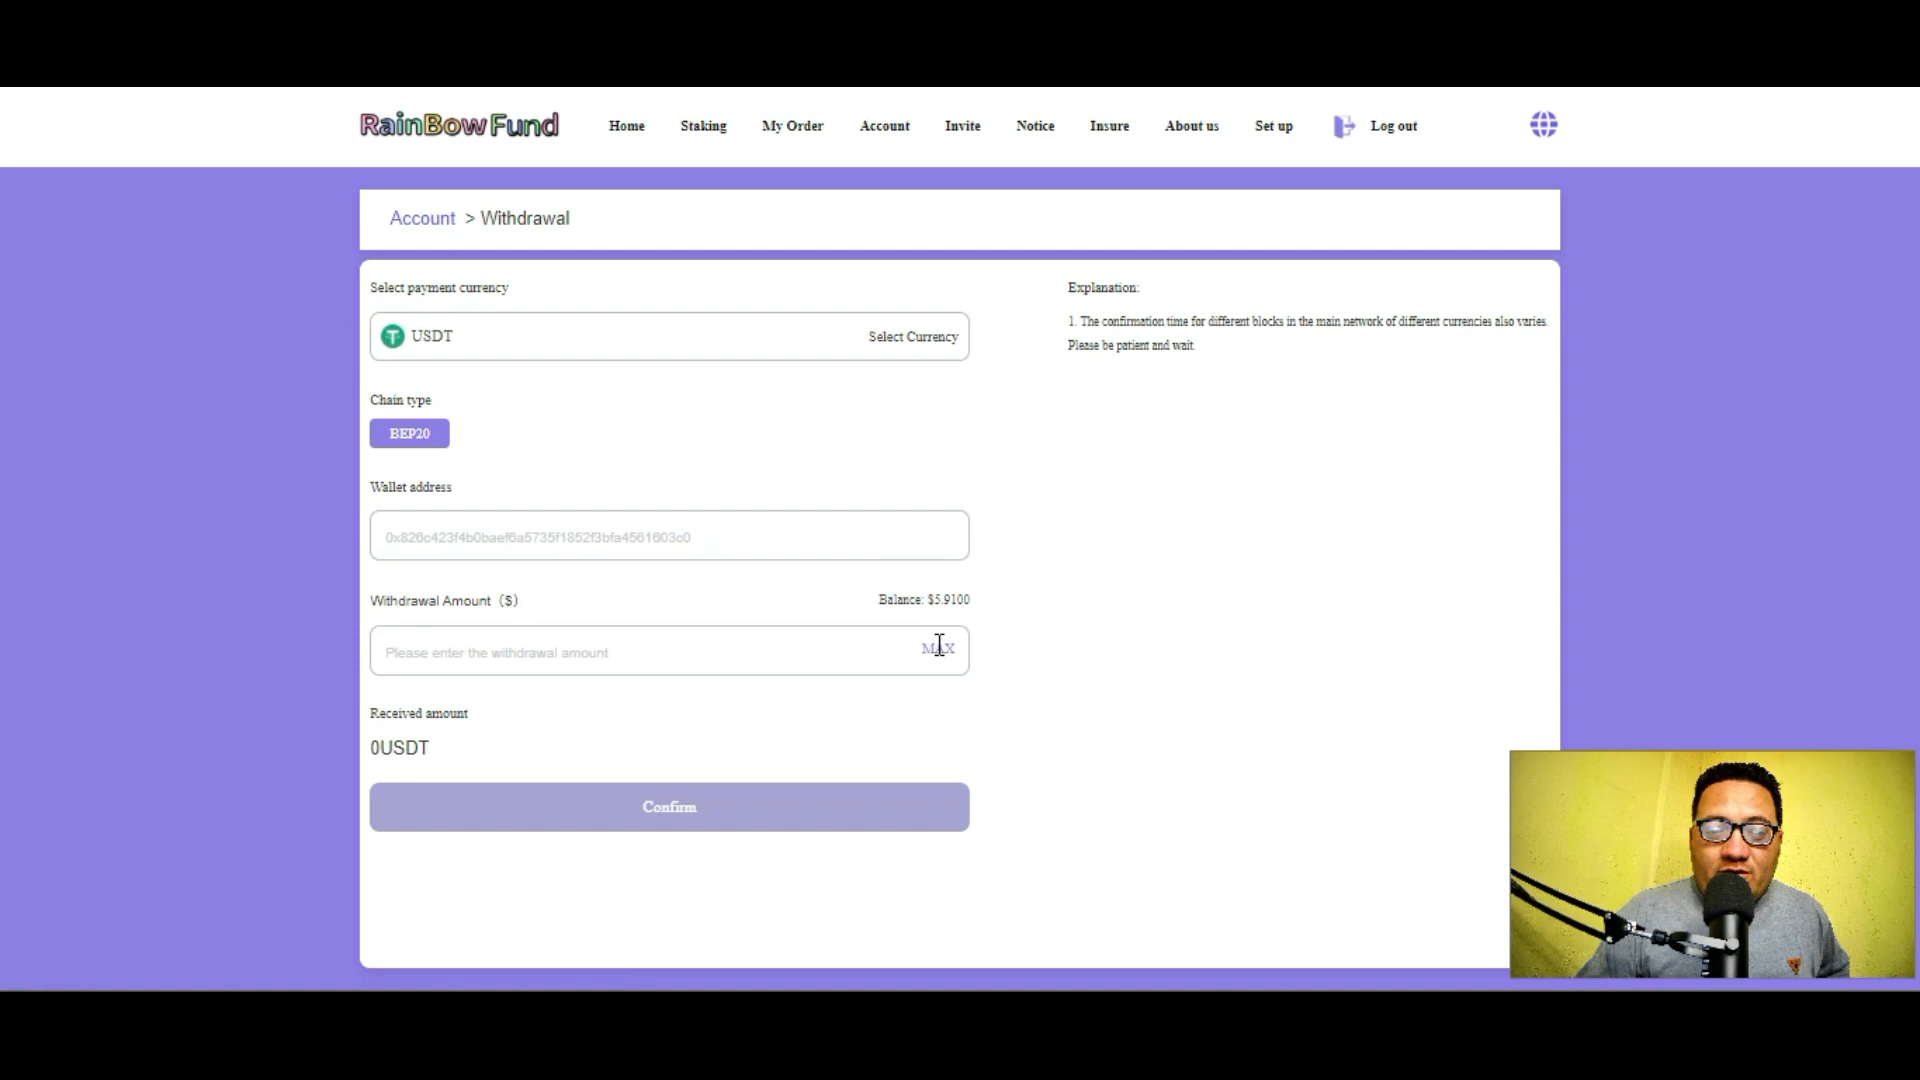 RainBow Fund
Home Staking My Order Account Invite Notice Insure About us Set up Log out
Account > Withdrawal
Select payment currency
USDT Select Currency
Chain type
BEP20
Wallet address
0x826c423f4b0baef6a5735f1852f3bfa4561603c0
Withdrawal Amount ($) Balance: $5.9100
Please enter the withdrawal amount MAX
Received amount
0USDT
Confirm
Explanation:
1. The confirmation time for different blocks in the main network of different currencies also varies.
Please be patient and wait.